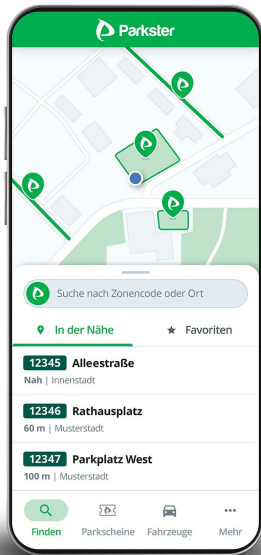 Parkster
Suche nach Zonencode oder Ort
In der Nähe
Favoriten
12345 Alleestraße
Nah | Innenstadt
12346 Rathausplatz
60 m | Musterstadt
12347 Parkplatz West
100 m | Musterstadt
Finden
Parkscheine
Fahrzeuge
Mehr